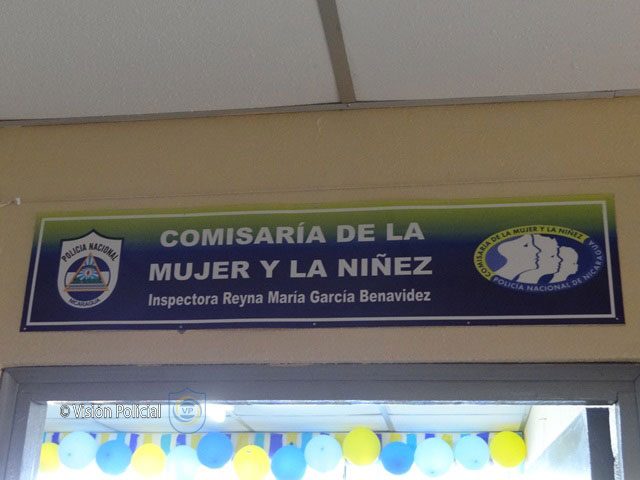 COMISARÍA DE LA
MUJER Y LA NIÑEZ
Inspectora Reyna María García Benavidez
POLICIA NACIONAL
NICARAGUA
COMISARÍA DE LA MUJER Y LA NIÑEZ
POLICÍA NACIONAL DE NICARAGUA
© Visión Policial
VP